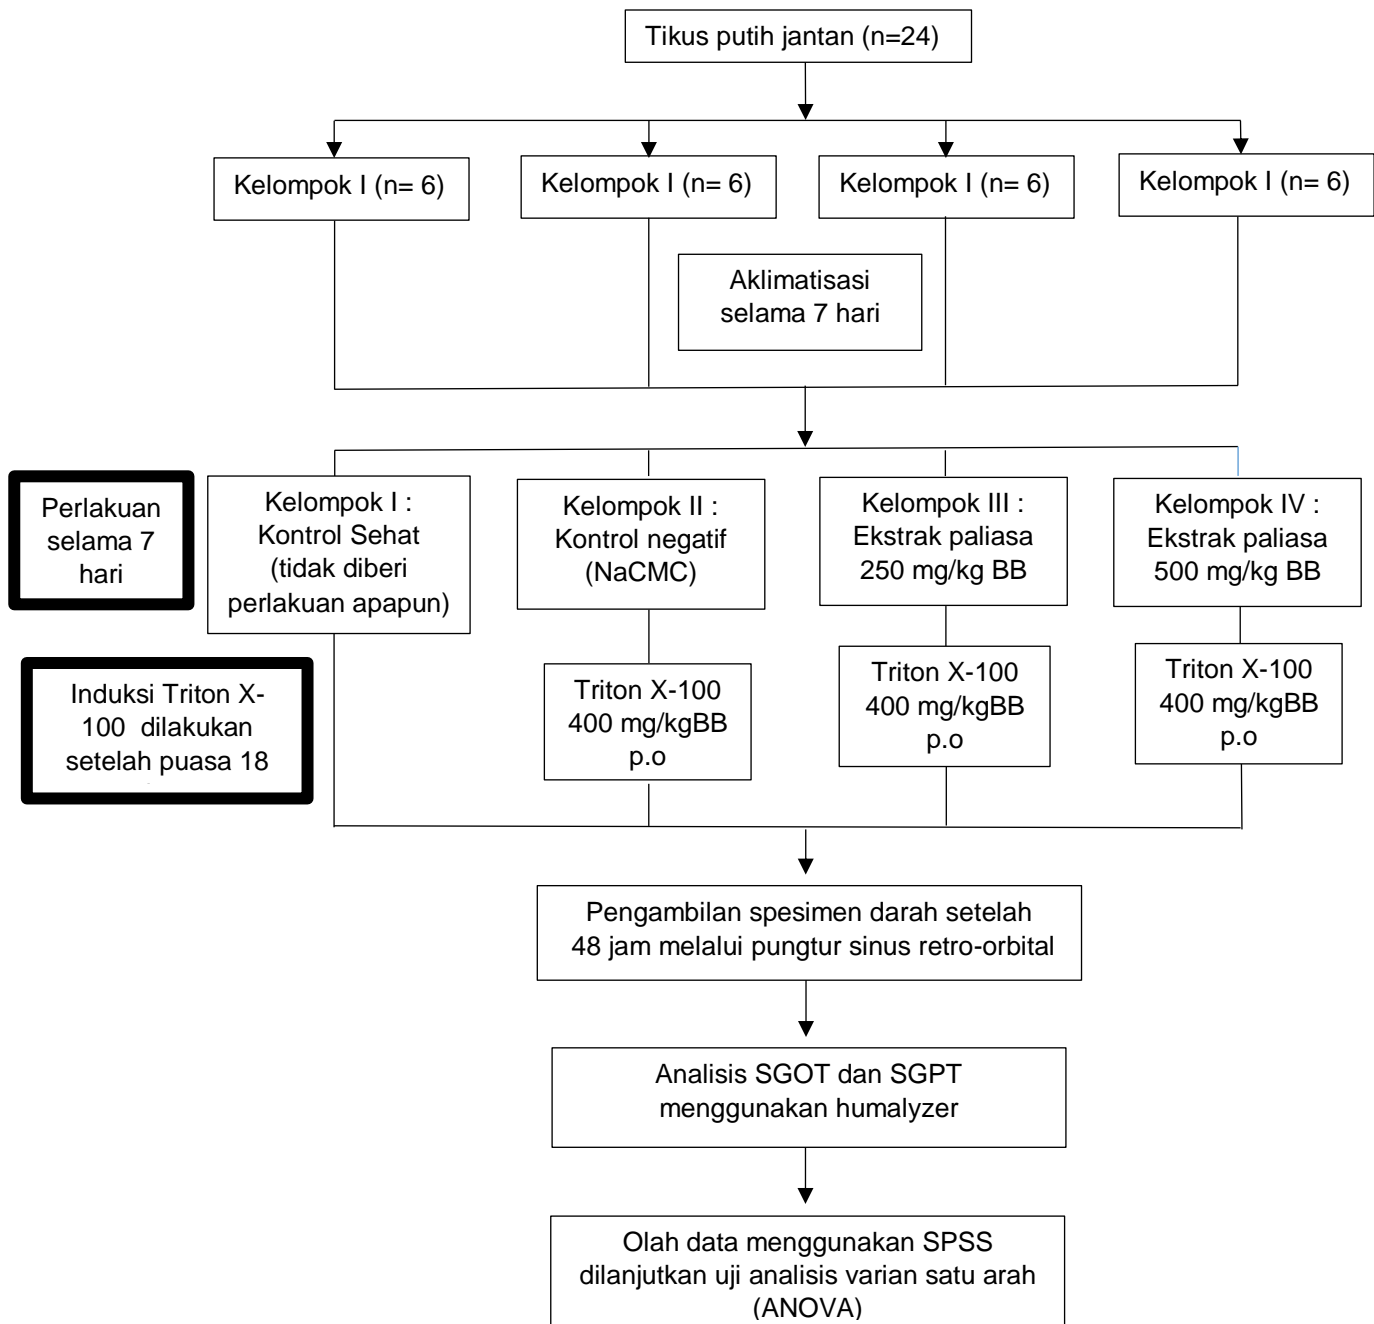 Tikus putih jantan (n=24)
Kelompok I (n= 6)
Kelompok I (n= 6)
Kelompok I (n= 6)
Kelompok I (n= 6)
Aklimatisasi
selama 7 hari
Perlakuan
selama 7
hari
Kelompok I :
Kontrol Sehat
(tidak diberi
perlakuan apapun)
Kelompok II :
Kontrol negatif
(NaCMC)
Kelompok III :
Ekstrak paliasa
250 mg/kg BB
Kelompok IV :
Ekstrak paliasa
500 mg/kg BB
Induksi Triton X-
100 dilakukan
setelah puasa 18
Triton X-100
400 mg/kgBB
p.o
Triton X-100
400 mg/kgBB
p.o
Triton X-100
400 mg/kgBB
p.o
Pengambilan spesimen darah setelah
48 jam melalui pungtur sinus retro-orbital
Analisis SGOT dan SGPT
menggunakan humalyzer
Olah data menggunakan SPSS
dilanjutkan uji analisis varian satu arah
(ANOVA)